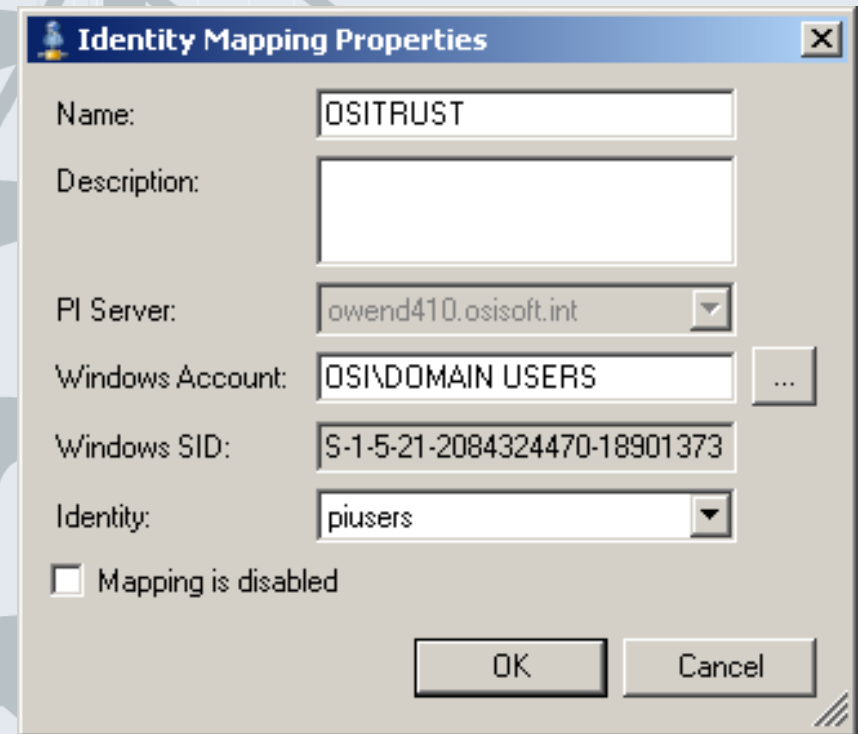 Identity Mapping Properties
Name: OSITRUST
Description:
PI Server: owend410.osisoft.int
Windows Account: OSI\DOMAIN USERS ...
Windows SID: S-1-5-21-2084324470-18901373
Identity: piusers
Mapping is disabled
OK Cancel